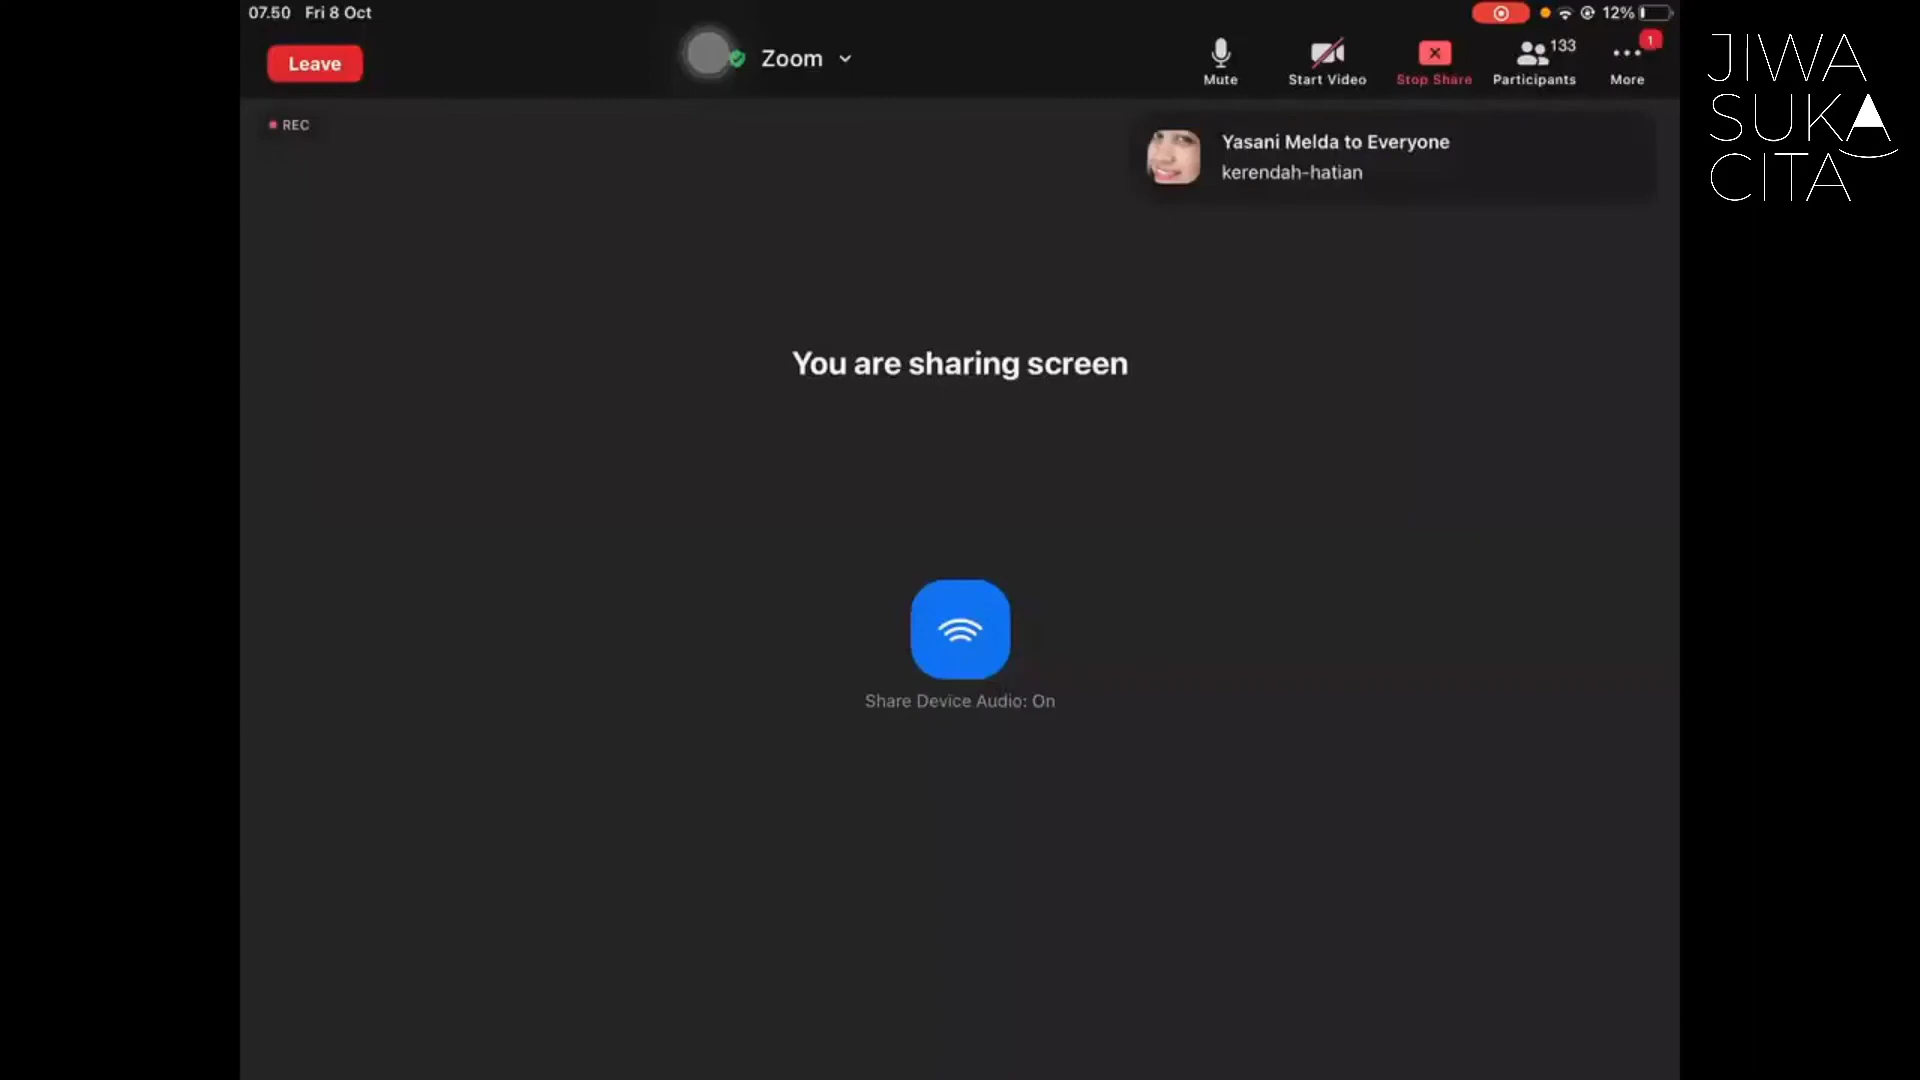 07.50 Fri 8 Oct
12%
Leave
Zoom
Mute
Start Video
Stop Share
133
Participants
1
More
REC
Yasani Melda to Everyone
kerendah-hatian
You are sharing screen
Share Device Audio: On
JIWA
SUKA
CITA